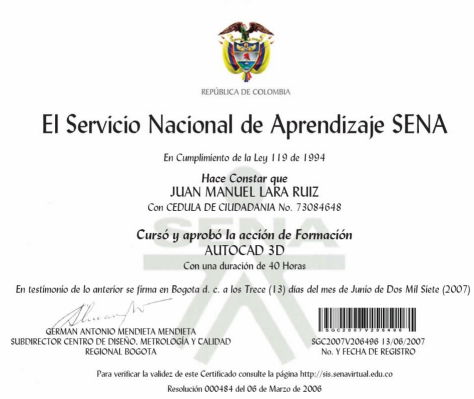 REPÚBLICA DE COLOMBIA
El Servicio Nacional de Aprendizaje SENA
En Cumplimiento de la Ley 119 de 1994
Hace Constar que
JUAN MANUEL LARA RUIZ
Con CEDULA DE CIUDADANIA No. 73084648
SENA
Cursó y aprobó la acción de Formación
AUTOCAD 3D
Con una duración de 40 Horas
En testimonio de lo anterior se firma en Bogota d. c. a los Trece (13) días del mes de Junio de Dos Mil Siete (2007)
GERMAN ANTONIO MENDIETA MENDIETA
SUBDIRECTOR CENTRO DE DISEÑO, METROLOGÍA Y CALIDAD
REGIONAL BOGOTA
SGC2007V206496
SGC2007V206496 13/06/2007
No. Y FECHA DE REGISTRO
Para verificar la validez de este Certificado consulte la página http://sis.senavirtual.edu.co
Resolución 000484 del 06 de Marzo de 2006